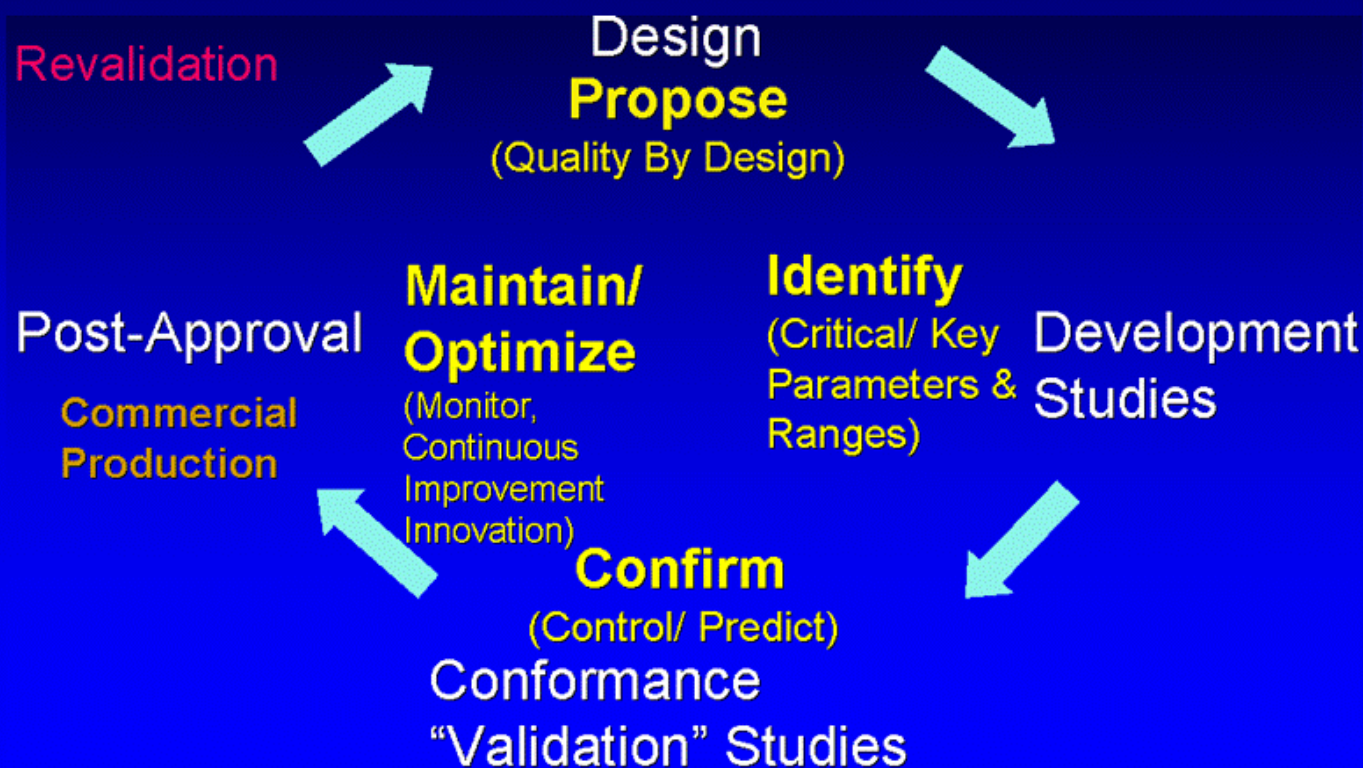 Revalidation
Design
Propose
(Quality By Design)
Maintain/
Optimize
(Monitor,
Continuous
Improvement
Innovation)
Identify
(Critical/ Key
Parameters &
Ranges)
Post-Approval
Commercial
Production
Development
Studies
Confirm
(Control/ Predict)
Conformance
“Validation” Studies